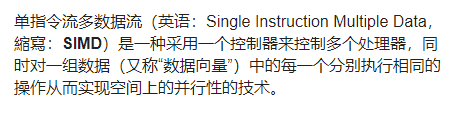 单指令流多数据流（英语：Single Instruction Multiple Data，
縮寫：SIMD）是一种采用一个控制器来控制多个处理器，同
时对一组数据（又称“数据向量”）中的每一个分别执行相同的
操作从而实现空间上的并行性的技术。